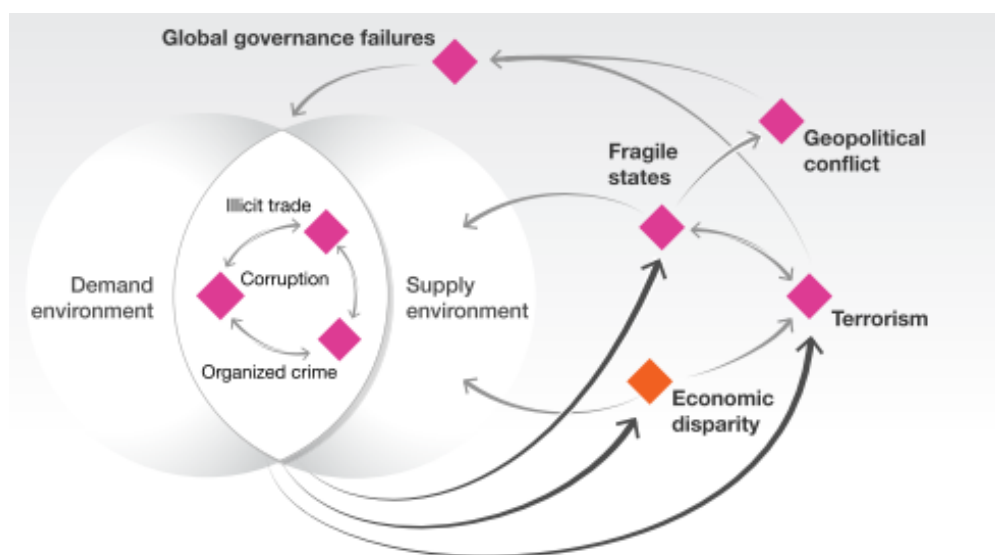 Global governance failures
Geopolitical
conflict
Fragile
states
Illicit trade
Corruption
Organized crime
Demand
environment
Supply
environment
Terrorism
Economic
disparity